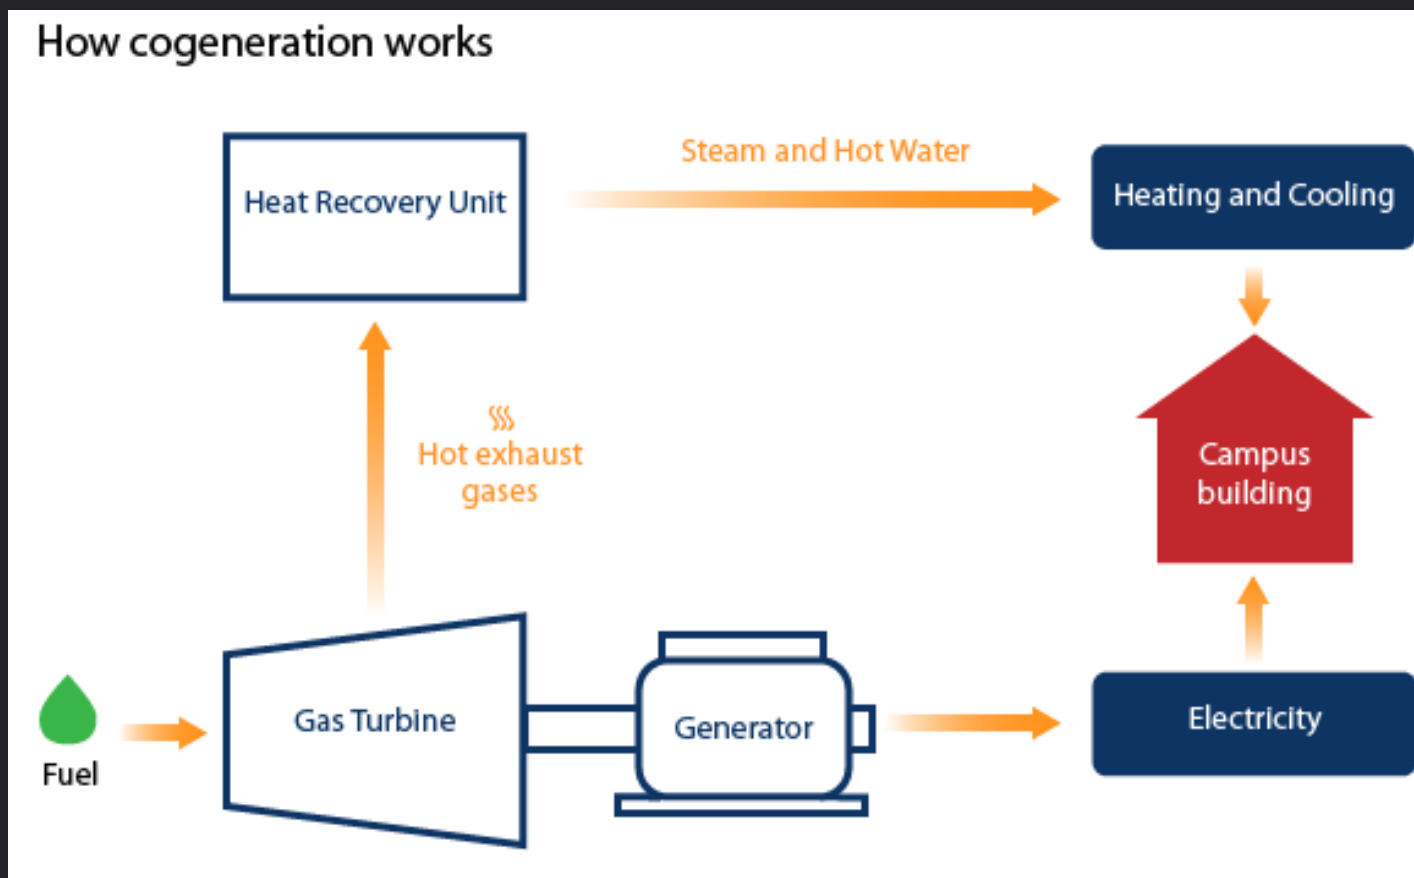 How cogeneration works
Steam and Hot Water
Heat Recovery Unit
Heating and Cooling
Hot exhaust
gases
Campus
building
Gas Turbine
Generator
Electricity
Fuel